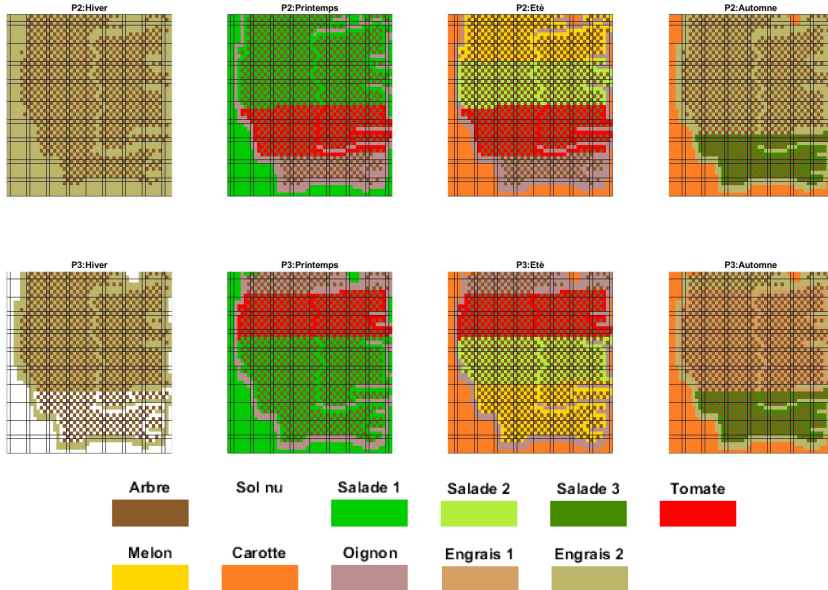 P2:Hiver P2:Printemps P2:Etè P2:Automne
P3:Hiver P3:Printemps P3:Etè P3:Automne
Arbre Sol nu Salade 1 Salade 2 Salade 3 Tomate
Melon Carotte Oignon Engrais 1 Engrais 2